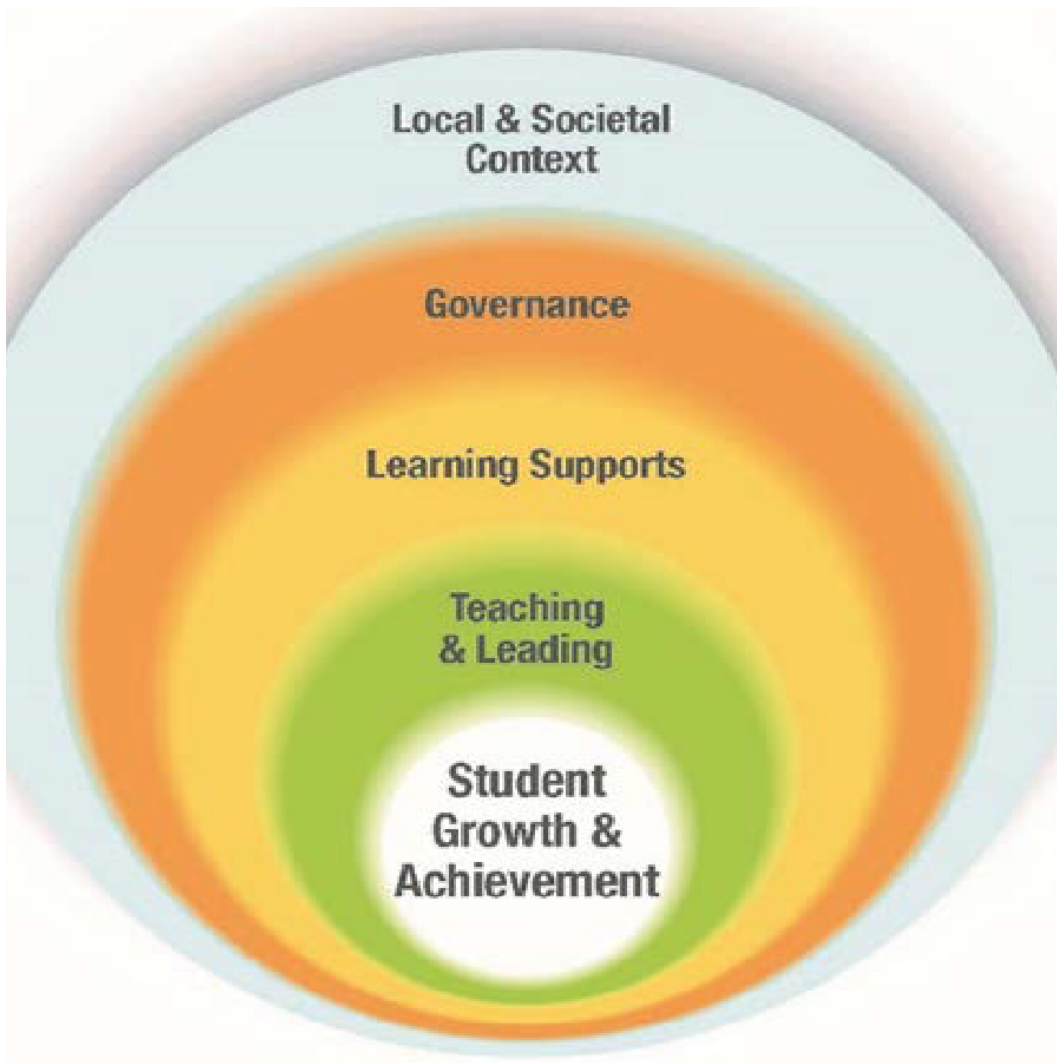 Local & Societal
Context
Governance
Learning Supports
Teaching
& Leading
Student
Growth &
Achievement